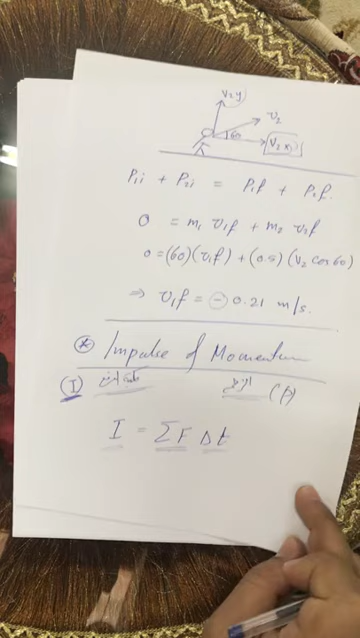 v₂y
v₂
60
v₂x
P₁i + P₂i = P₁f + P₂f.
0 = m₁ v₁f + m₂ v₂f
0 = (60)(v₁f) + (0.5)(v₂ cos 60)
⇒ v₁f = - 0.21 m/s.
* Impulse of Momentum
(I) (P)
I = ΣF Δt